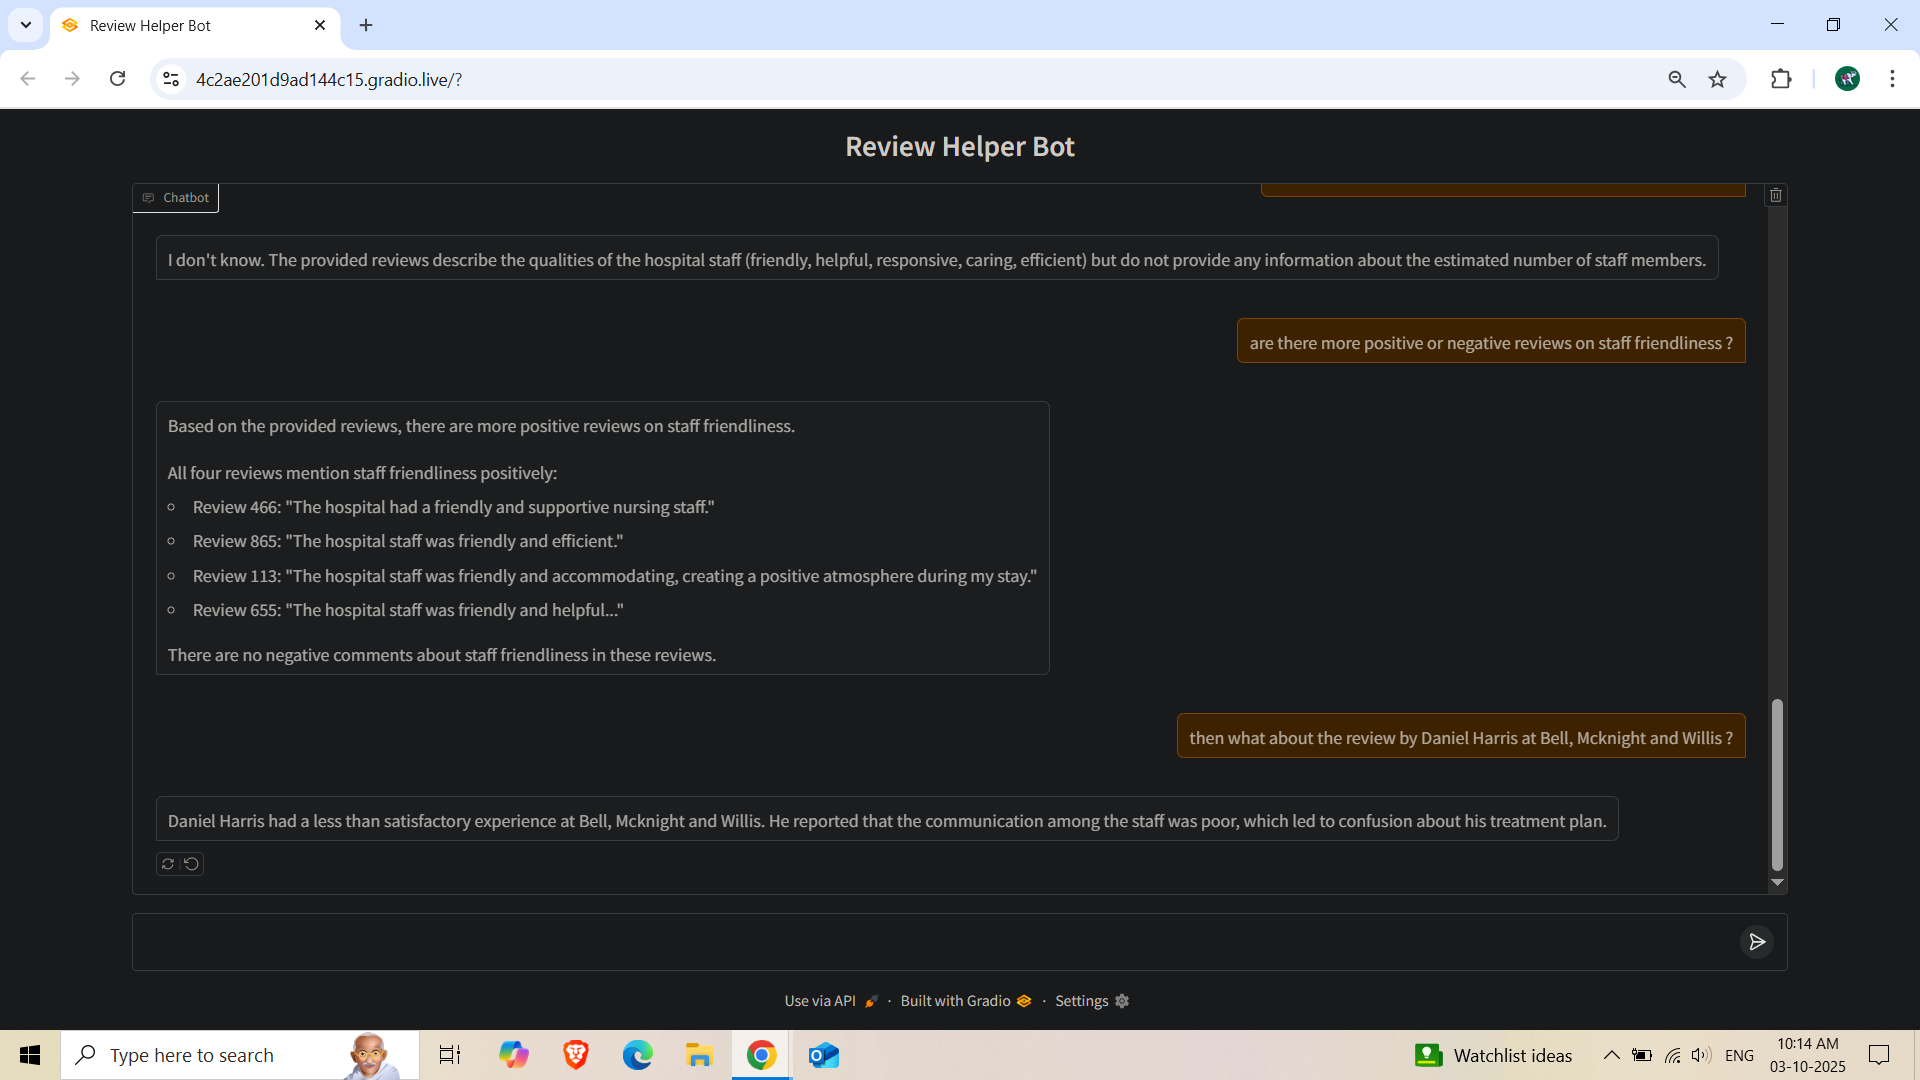 Review Helper Bot
4c2ae201d9ad144c15.gradio.live/?
Review Helper Bot
Chatbot
I don't know. The provided reviews describe the qualities of the hospital staff (friendly, helpful, responsive, caring, efficient) but do not provide any information about the estimated number of staff members.
are there more positive or negative reviews on staff friendliness ?
Based on the provided reviews, there are more positive reviews on staff friendliness.
All four reviews mention staff friendliness positively:
Review 466: "The hospital had a friendly and supportive nursing staff."
Review 865: "The hospital staff was friendly and efficient."
Review 113: "The hospital staff was friendly and accommodating, creating a positive atmosphere during my stay."
Review 655: "The hospital staff was friendly and helpful..."
There are no negative comments about staff friendliness in these reviews.
then what about the review by Daniel Harris at Bell, Mcknight and Willis ?
Daniel Harris had a less than satisfactory experience at Bell, Mcknight and Willis. He reported that the communication among the staff was poor, which led to confusion about his treatment plan.
Use via API · Built with Gradio · Settings
Type here to search
Watchlist ideas
ENG
10:14 AM
03-10-2025